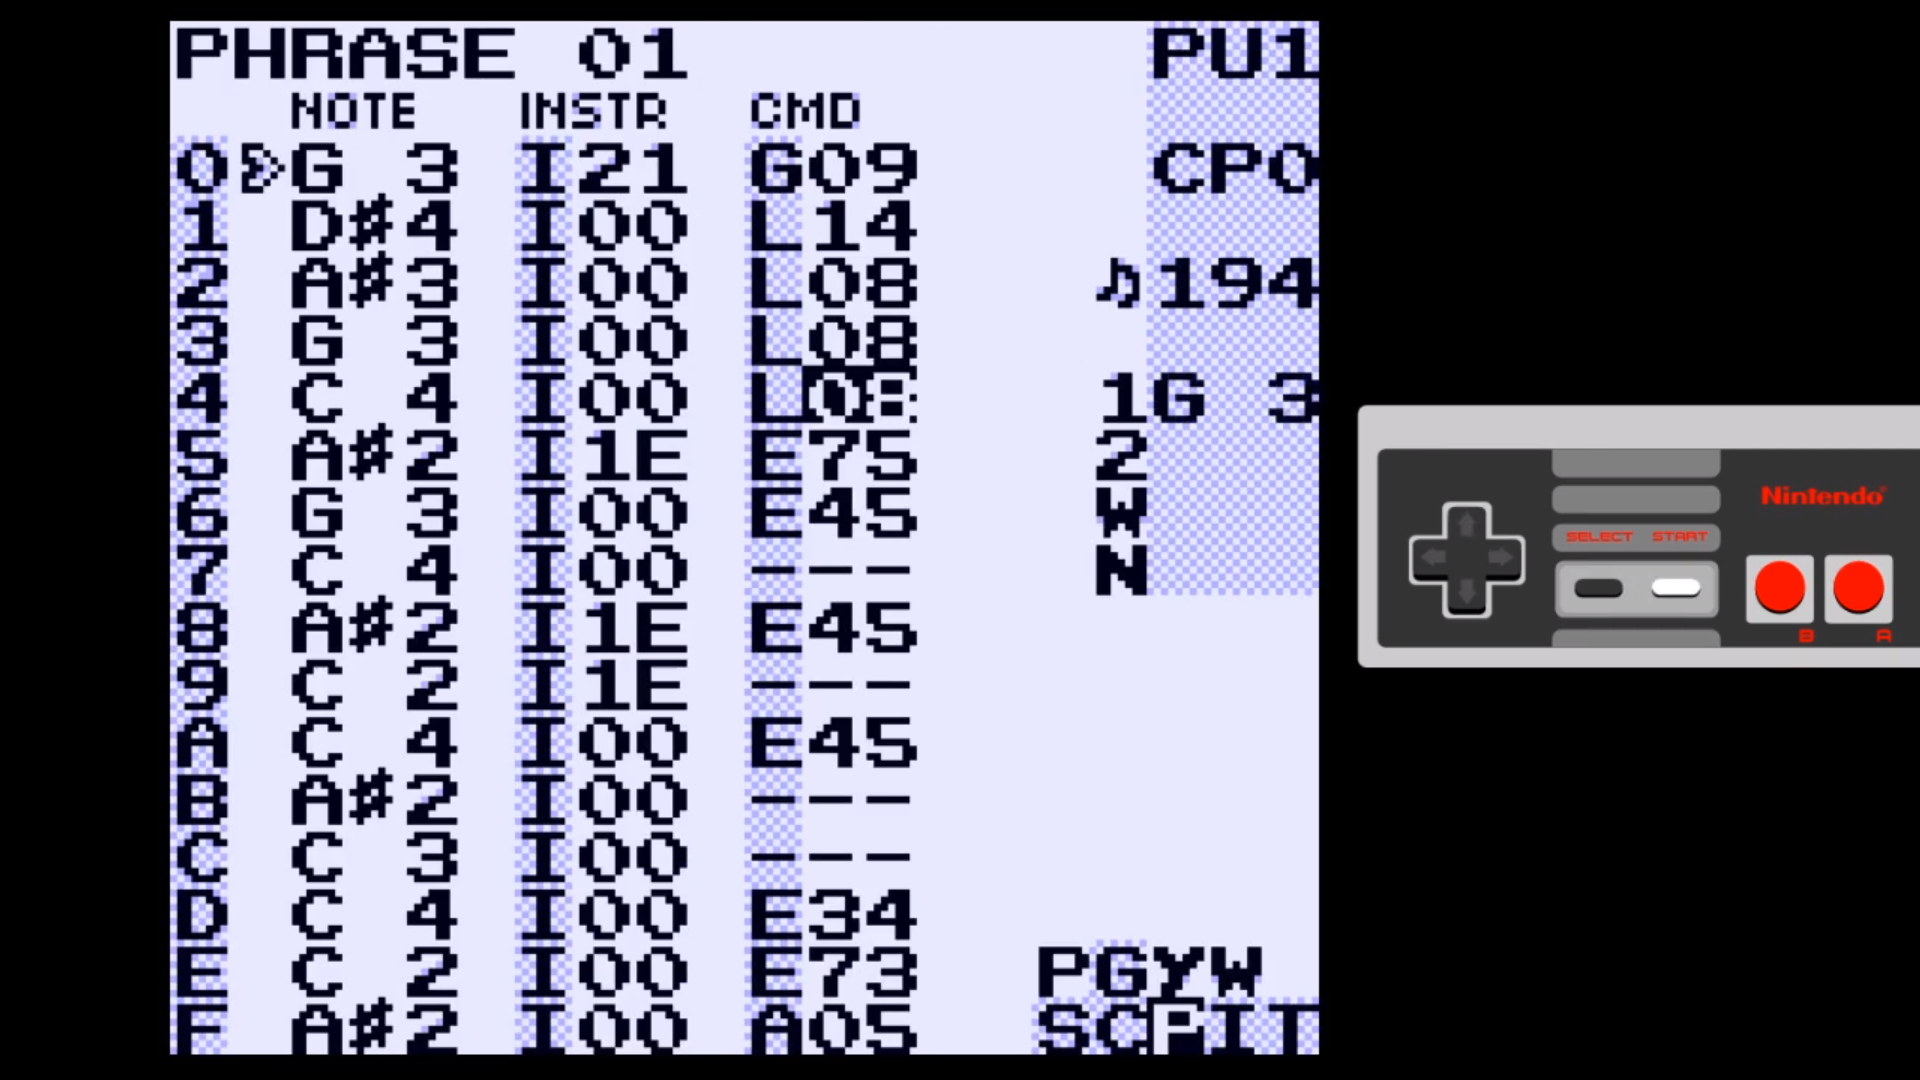 PHRASE 01 PU1
NOTE INSTR CMD
0 G 3 I21 G09 CP0
1 D#4 I00 L14
2 A#3 I00 L08 ♪194
3 G 3 I00 L08
4 C 4 I00 L08 1G 3
5 A#2 I1E E75 2
6 G 3 I00 E45 W
7 C 4 I00 --- N
8 A#2 I1E E45
9 C 2 I1E ---
A C 4 I00 E45
B A#2 I00 ---
C C 3 I00 ---
D C 4 I00 E34
E C 2 I00 E73 PGYW
F A#2 I00 A05 SCPIT
Nintendo
SELECT START
B A